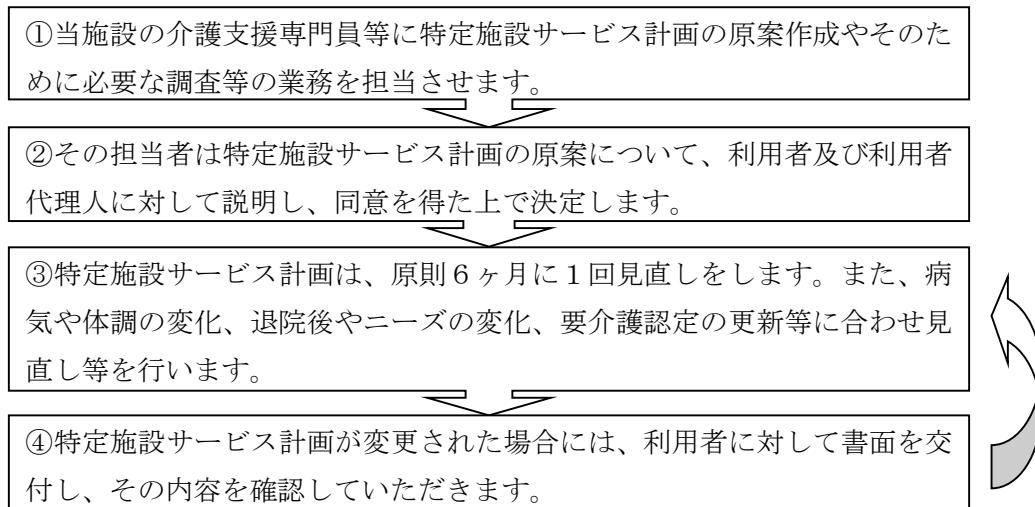 ①当施設の介護支援専門員等に特定施設サービス計画の原案作成やそのた
めに必要な調査等の業務を担当させます。
②その担当者は特定施設サービス計画の原案について、利用者及び利用者
代理人に対して説明し、同意を得た上で決定します。
③特定施設サービス計画は、原則６ヶ月に１回見直しをします。また、病
気や体調の変化、退院後やニーズの変化、要介護認定の更新等に合わせ見
直し等を行います。
④特定施設サービス計画が変更された場合には、利用者に対して書面を交
付し、その内容を確認していただきます。